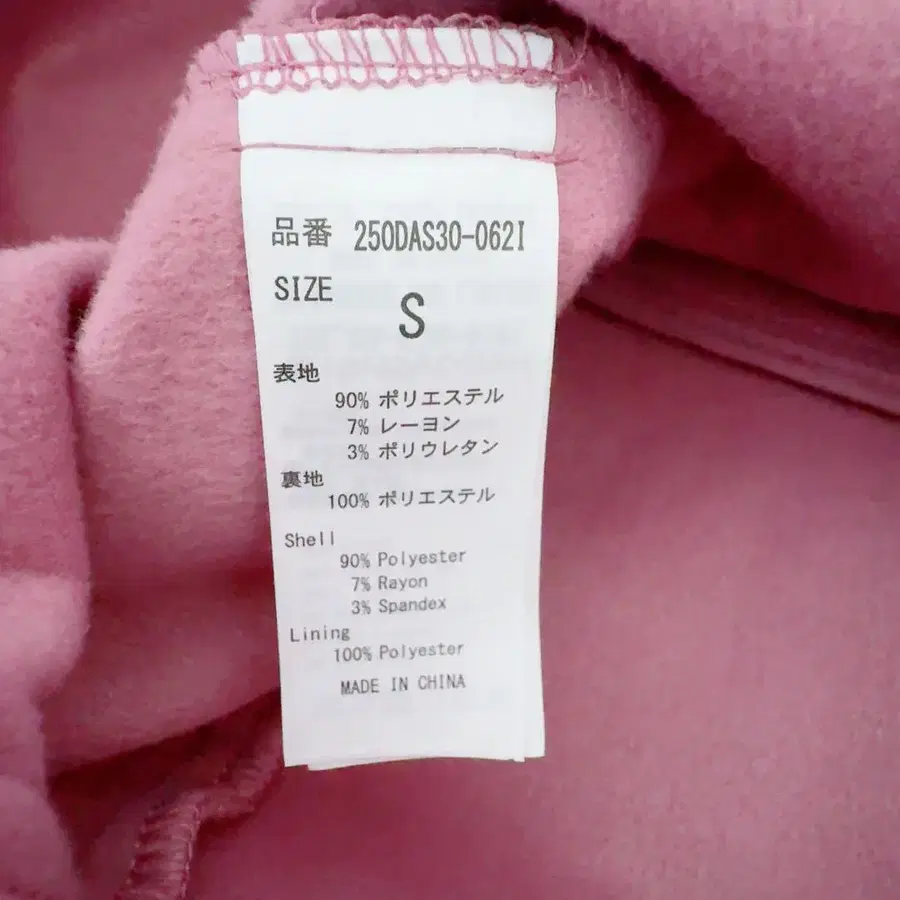 品番 250DAS30-062I
SIZE
S
表地
90% ポリエステル
7% レーヨン
3% ポリウレタン
裏地
100% ポリエステル
Shell
90% Polyester
7% Rayon
3% Spandex
Lining
100% Polyester
MADE IN CHINA